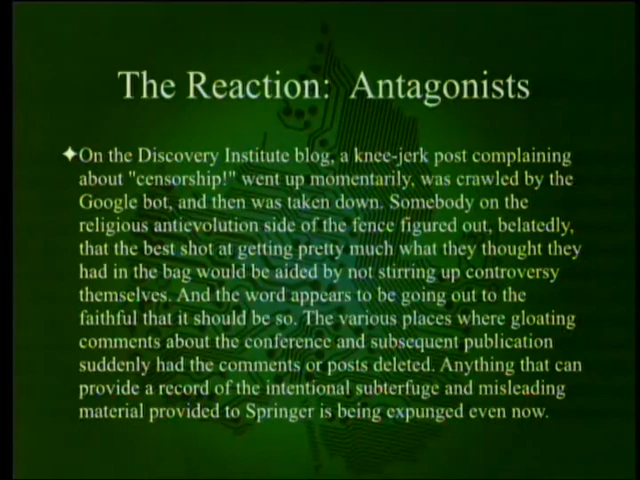 The Reaction: Antagonists
On the Discovery Institute blog, a knee-jerk post complaining
about "censorship!" went up momentarily, was crawled by the
Google bot, and then was taken down. Somebody on the
religious antievolution side of the fence figured out, belatedly,
that the best shot at getting pretty much what they thought they
had in the bag would be aided by not stirring up controversy
themselves. And the word appears to be going out to the
faithful that it should be so. The various places where gloating
comments about the conference and subsequent publication
suddenly had the comments or posts deleted. Anything that can
provide a record of the intentional subterfuge and misleading
material provided to Springer is being expunged even now.